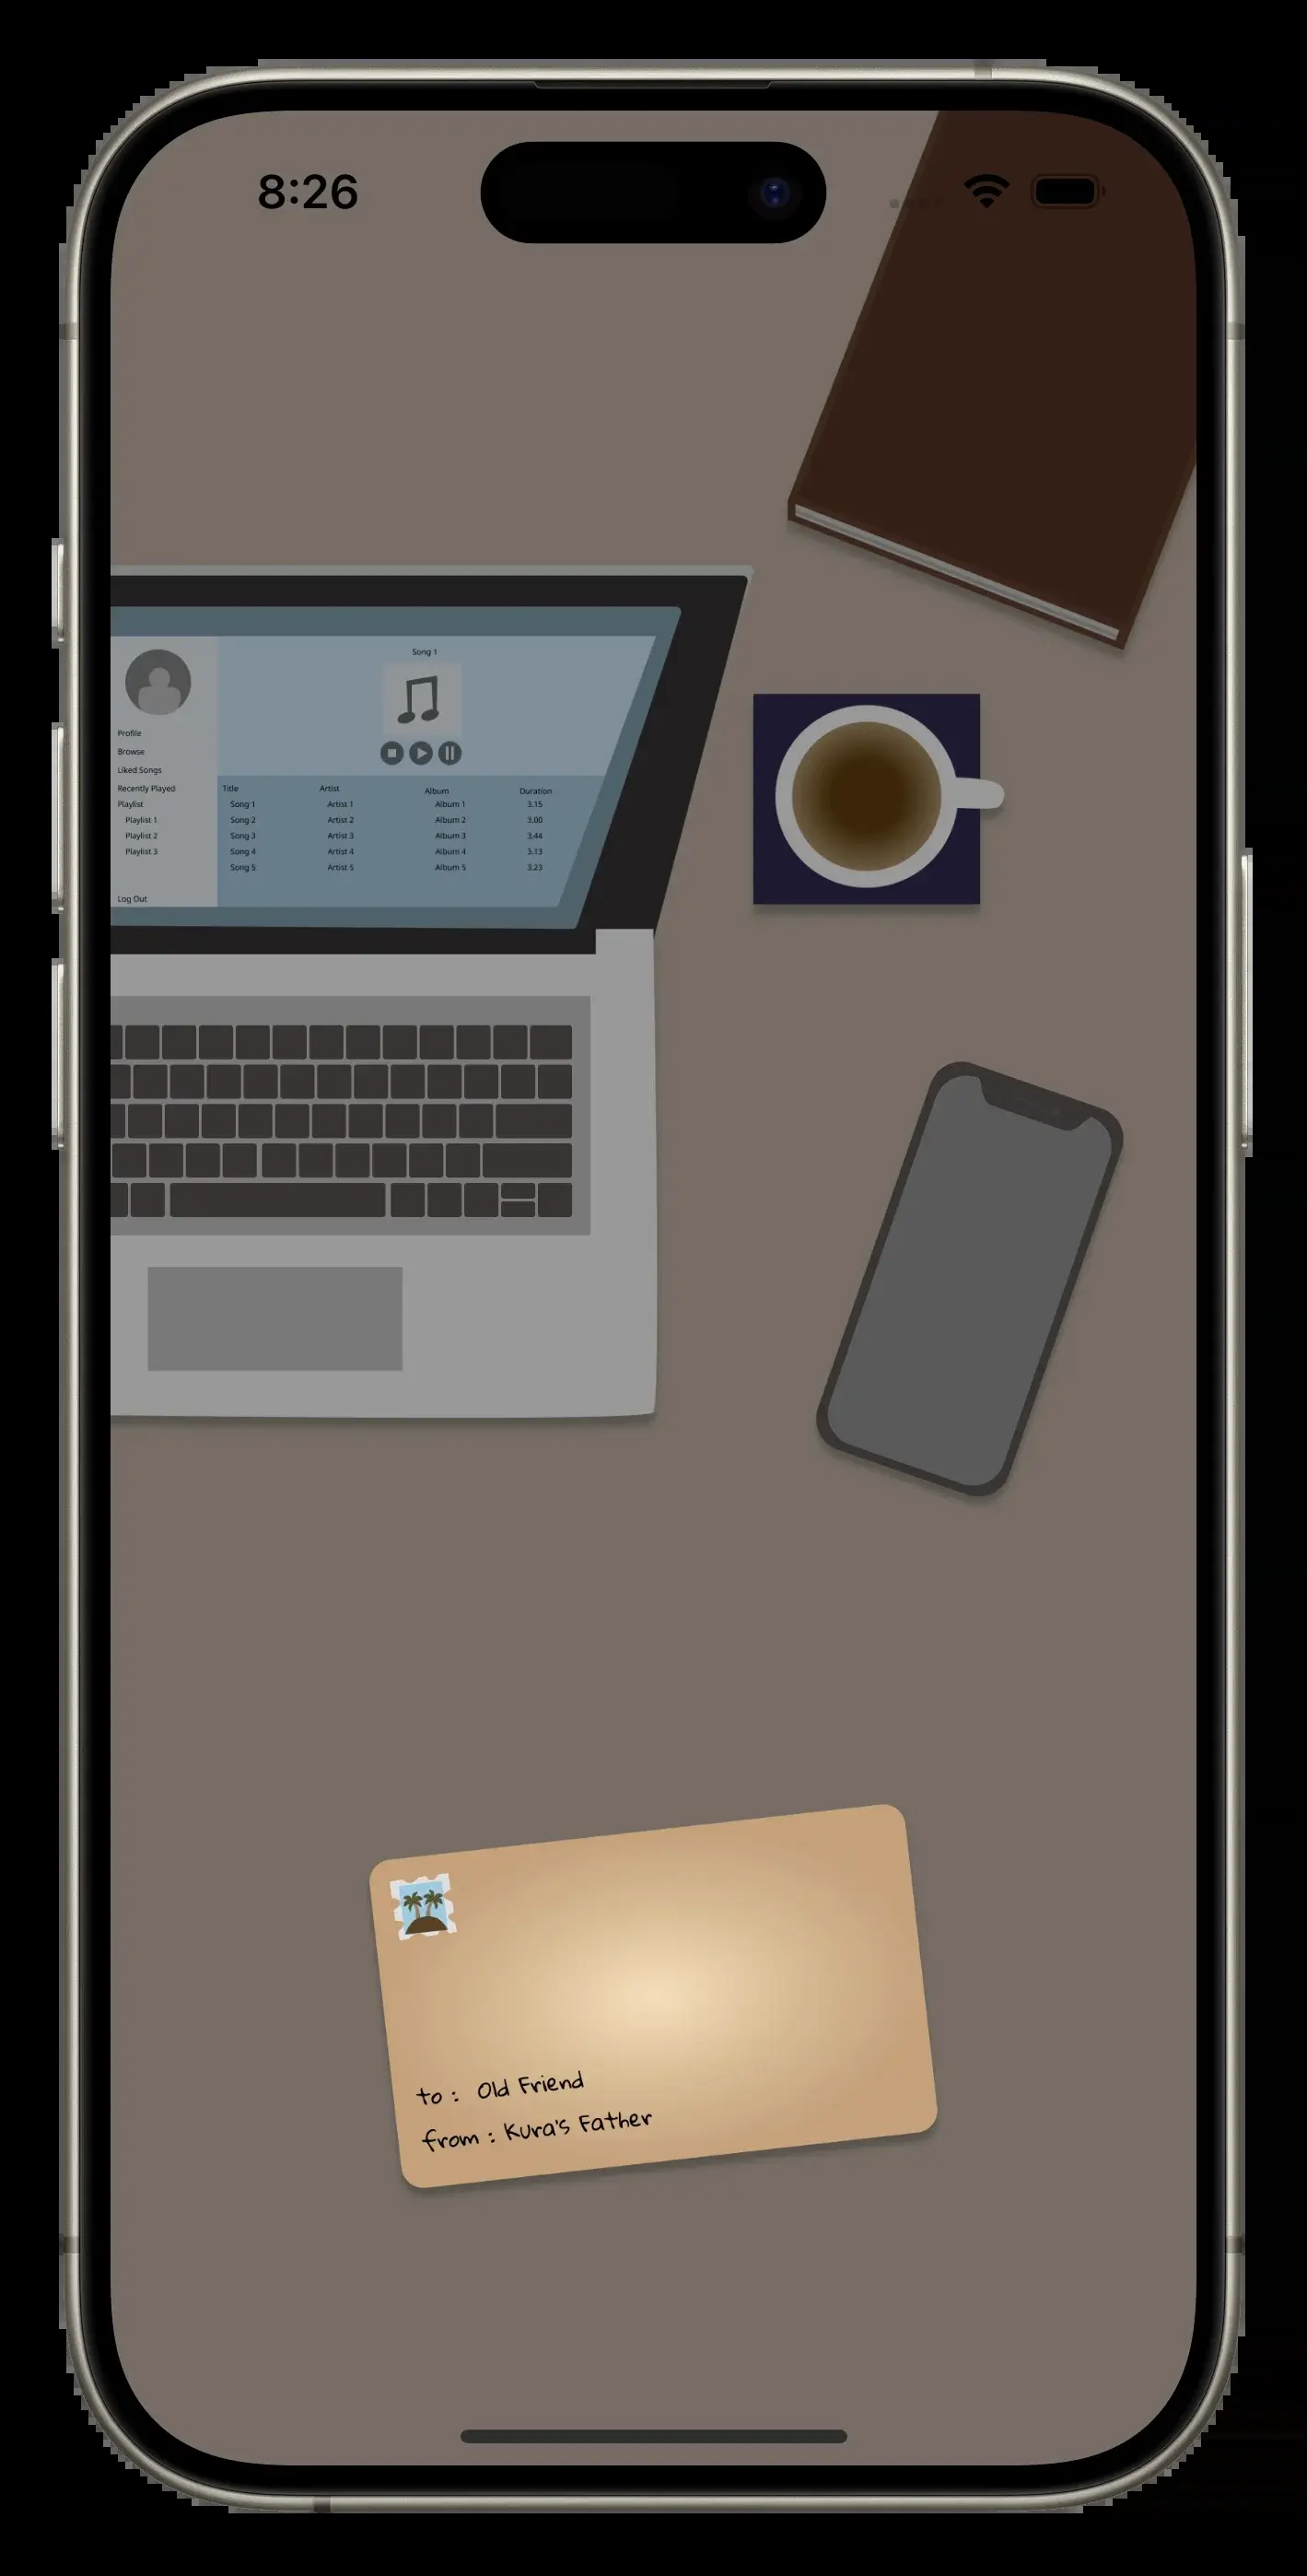 8:26
Song 1
Profile
Browse
Liked Songs
Recently Played
Playlist
Playlist 1
Playlist 2
Playlist 3
Log Out
Title Artist Album Duration
Song 1 Artist 1 Album 1 3.15
Song 2 Artist 2 Album 2 3.00
Song 3 Artist 3 Album 3 3.44
Song 4 Artist 4 Album 4 3.13
Song 5 Artist 5 Album 5 3.23
to : Old Friend
from : Kura's Father